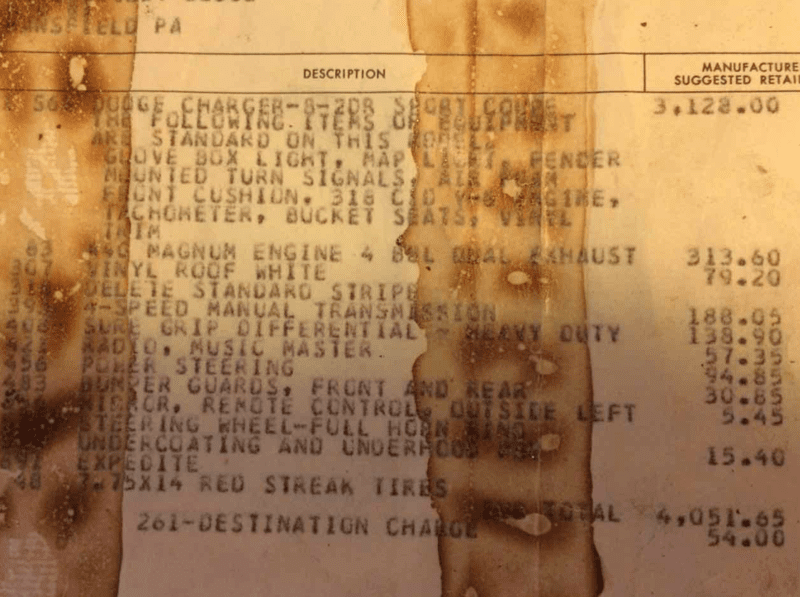 NSFIELD PA
DESCRIPTION
MANUFACTURE
SUGGESTED RETAI
56 DODGE CHARGER-8-2DR SPORT COUPE 3,128.00
THE FOLLOWING ITEMS OF EQUIPMENT
ARE STANDARD ON THIS MODEL.
GLOVE BOX LIGHT, MAP LIGHT, FENDER
MOUNTED TURN SIGNALS, FOAM
FRONT CUSHION, 318 CID V-8 ENGINE,
TACHOMETER, BUCKET SEATS, VINYL
TRIM
83 440 MAGNUM ENGINE 4 BBL DUAL EXHAUST 313.60
VINYL ROOF WHITE 79.20
DELETE STANDARD STRIPE
4-SPEED MANUAL TRANSMISSION 188.05
SURE GRIP DIFFERENTIAL - HEAVY DUTY 138.90
RADIO, MUSIC MASTER 57.35
POWER STEERING 94.85
BUMPER GUARDS, FRONT AND REAR 30.85
MIRROR, REMOTE CONTROL OUTSIDE LEFT 5.45
STEERING WHEEL-FULL HORN RING
UNDERCOATING AND UNDERHOOD 15.40
EXPEDITE
48 7.75X14 RED STREAK TIRES
TOTAL 4,051.65
261-DESTINATION CHARGE 54.00